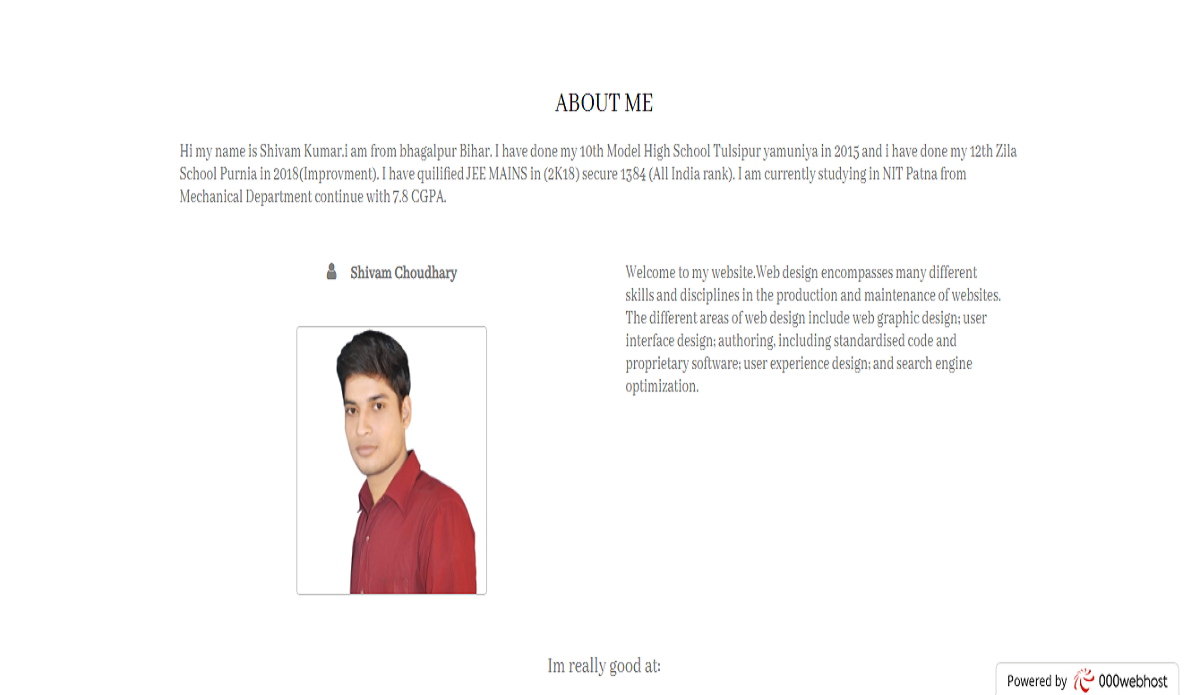 ABOUT ME
Hi my name is Shivam Kumar.i am from bhagalpur Bihar. I have done my 10th Model High School Tulsipur yamuniya in 2015 and i have done my 12th Zila
School Purnia in 2018(Improvment). I have quilified JEE MAINS in (2K18) secure 1384 (All India rank). I am currently studying in NIT Patna from
Mechanical Department continue with 7.8 CGPA.
Shivam Choudhary
Welcome to my website.Web design encompasses many different
skills and disciplines in the production and maintenance of websites.
The different areas of web design include web graphic design; user
interface design; authoring, including standardised code and
proprietary software; user experience design; and search engine
optimization.
Im really good at:
Powered by 000webhost